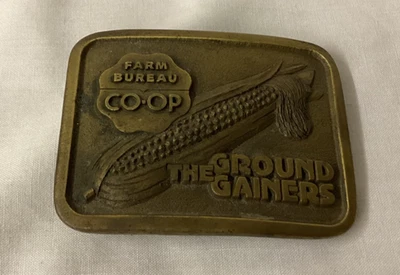 FARM
BUREAU
CO-OP
THE GROUND
GAINERS